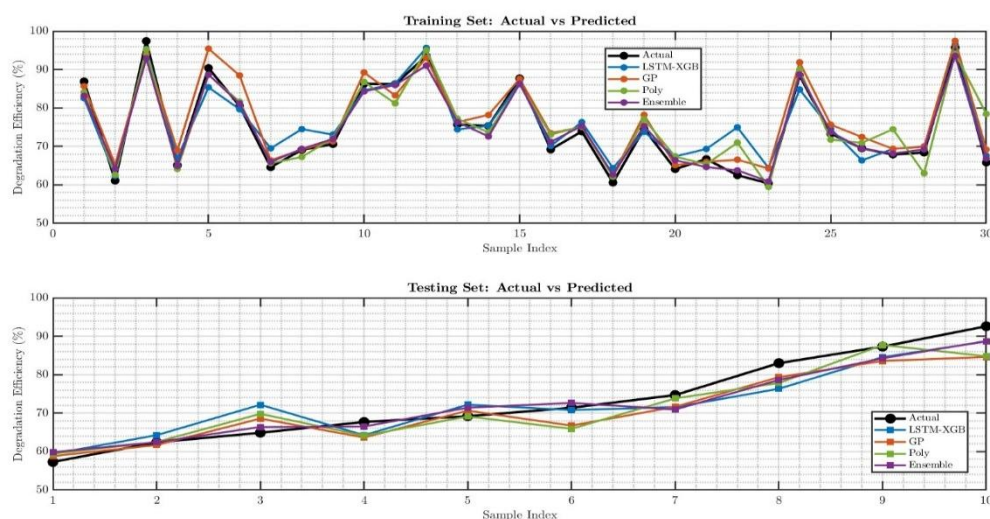 Training Set: Actual vs Predicted
100
90
80
70
60
50
Degradation Efficiency (%)
Actual
LSTM-XGB
GP
Poly
Ensemble
0 5 10 15 20 25 30
Sample Index
Testing Set: Actual vs Predicted
100
90
80
70
60
50
Degradation Efficiency (%)
Actual
LSTM-XGB
GP
Poly
Ensemble
1 2 3 4 5 6 7 8 9 10
Sample Index